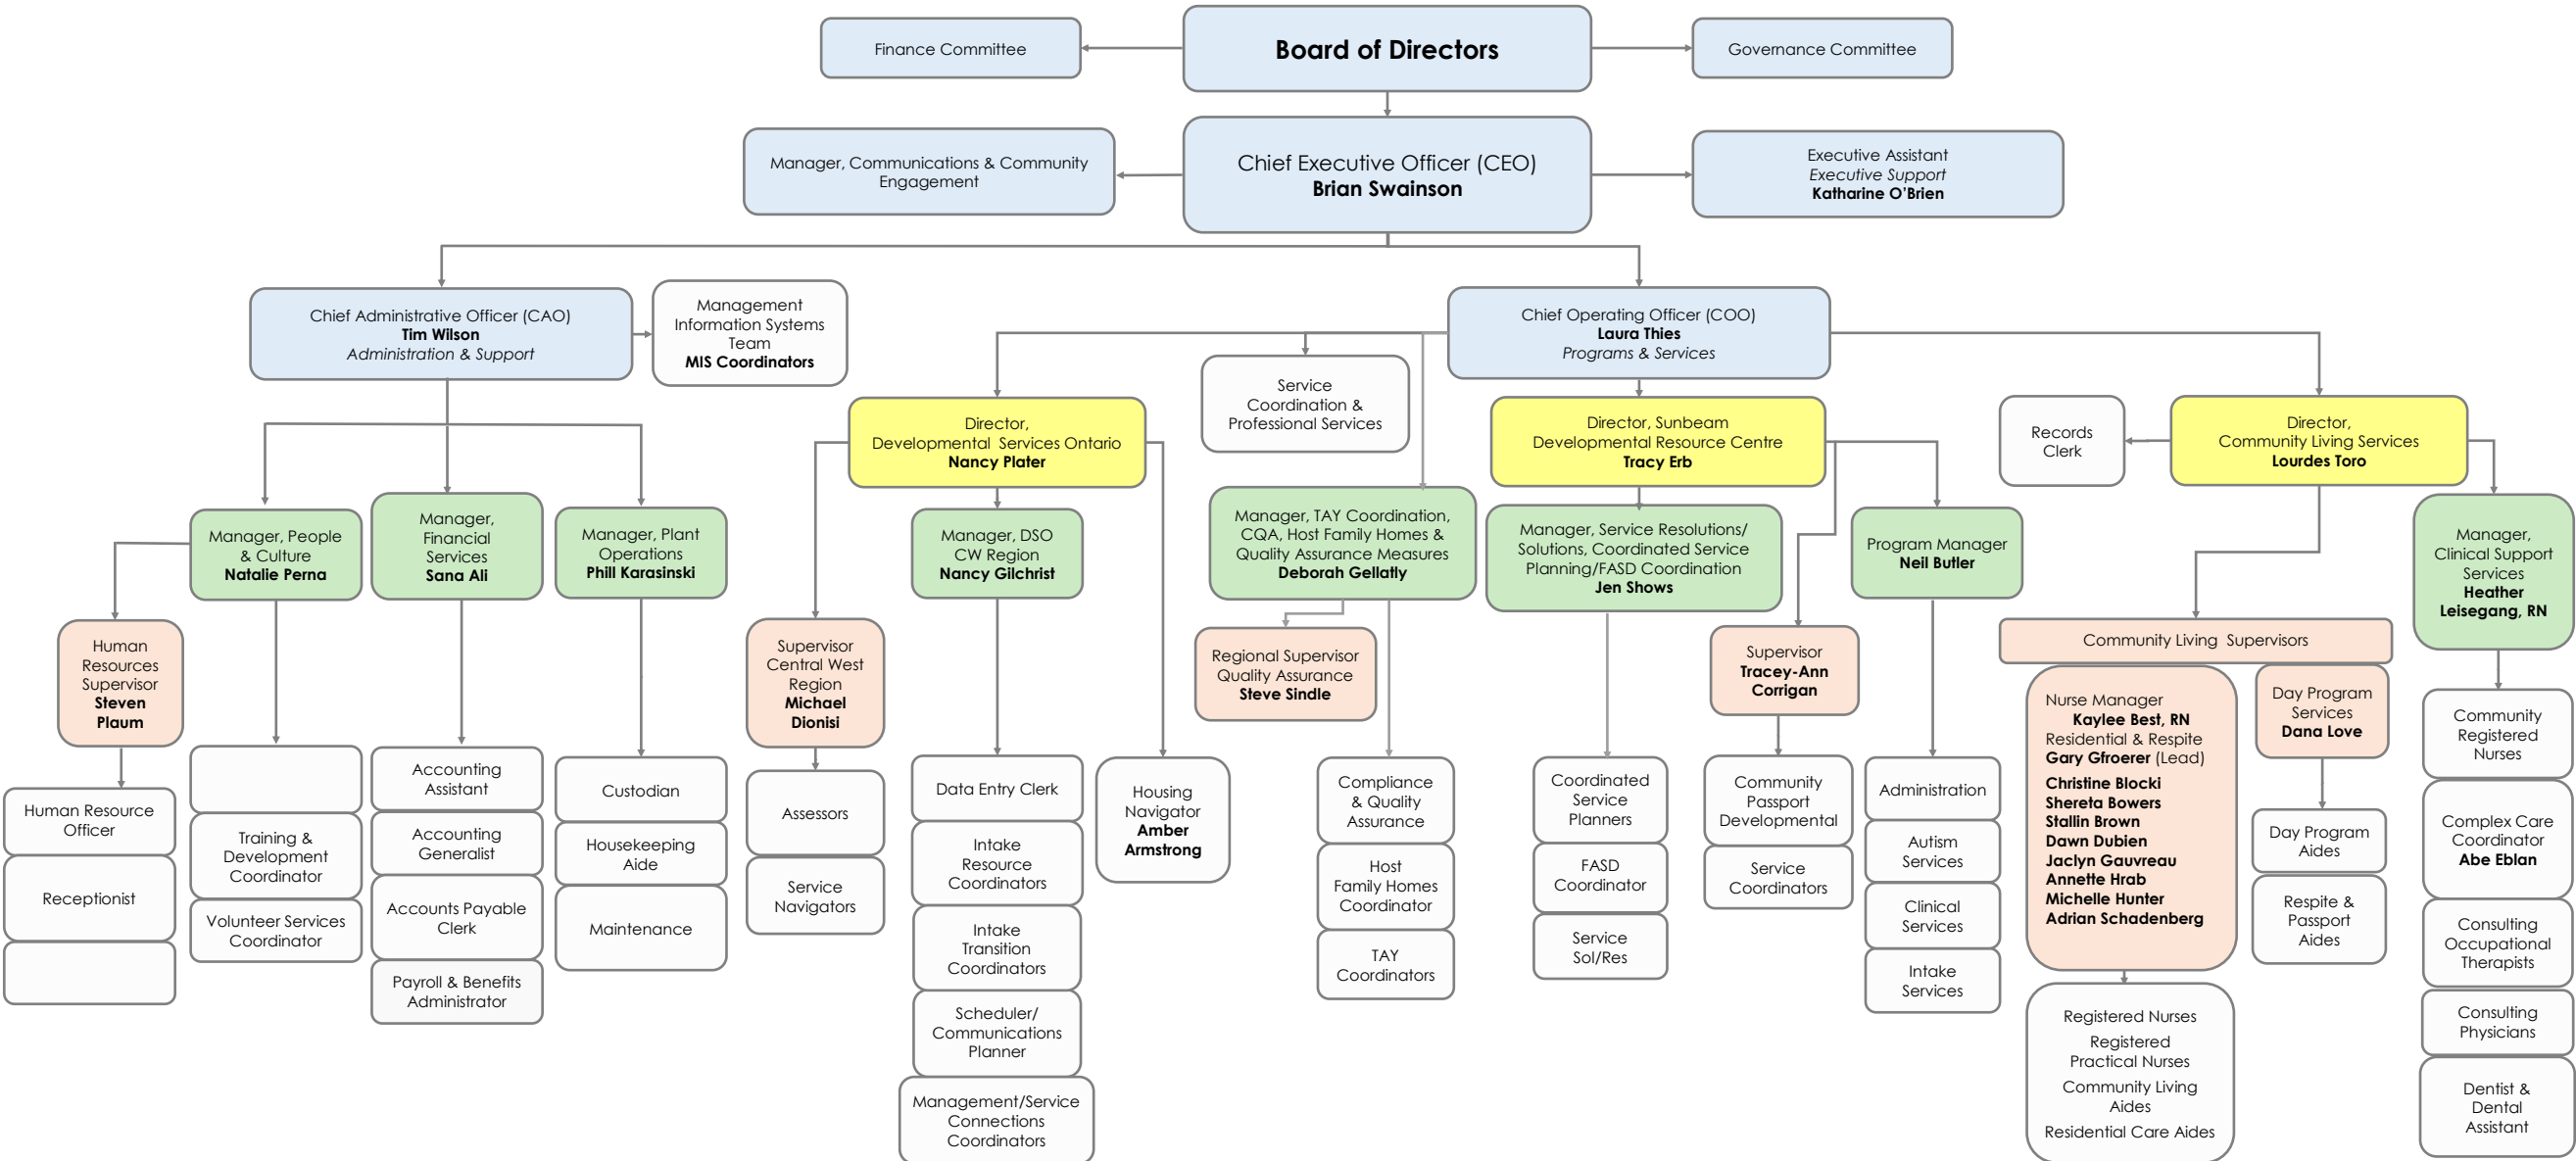 Finance Committee
Board of Directors
Governance Committee
Manager, Communications & Community
Engagement
Chief Executive Officer (CEO)
Brian Swainson
Executive Assistant
Executive Support
Katharine O’Brien
Chief Administrative Officer (CAO)
Tim Wilson
Administration & Support
Management
Information Systems
Team
MIS Coordinators
Chief Operating Officer (COO)
Laura Thies
Programs & Services
Service
Coordination &
Professional Services
Director,
Developmental  Services Ontario
Nancy Plater
Director, Sunbeam
Developmental Resource Centre
Tracy Erb
Records
Clerk
Director,
Community Living Services
Lourdes Toro
Manager, People
& Culture
Natalie Perna
Manager,
Financial
Services
Sana Ali
Manager, Plant
Operations
Phill Karasinski
Manager, DSO
CW Region
Nancy Gilchrist
Manager, TAY Coordination,
CQA, Host Family Homes &
Quality Assurance Measures
Deborah Gellatly
Manager, Service Resolutions/
Solutions, Coordinated Service
Planning/FASD Coordination
Jen Shows
Program Manager
Neil Butler
Manager,
Clinical Support
Services
Heather
Leisegang, RN
Human
Resources
Supervisor
Steven
Plaum
Supervisor
Central West
Region
Michael
Dionisi
Regional Supervisor
Quality Assurance
Steve Sindle
Supervisor
Tracey-Ann
Corrigan
Community Living  Supervisors
Nurse Manager
Kaylee Best, RN
Residential & Respite
Gary Gfroerer (Lead)
Christine Blocki
Shereta Bowers
Stallin Brown
Dawn Dubien
Jaclyn Gauvreau
Annette Hrab
Michelle Hunter
Adrian Schadenberg
Day Program
Services
Dana Love
Human Resource
Officer
Receptionist
Training &
Development
Coordinator
Volunteer Services
Coordinator
Accounting
Assistant
Accounting
Generalist
Accounts Payable
Clerk
Payroll & Benefits
Administrator
Custodian
Housekeeping
Aide
Maintenance
Assessors
Service
Navigators
Data Entry Clerk
Intake
Resource
Coordinators
Intake
Transition
Coordinators
Scheduler/
Communications
Planner
Management/Service
Connections
Coordinators
Housing
Navigator
Amber
Armstrong
Compliance
& Quality
Assurance
Host
Family Homes
Coordinator
TAY
Coordinators
Coordinated
Service
Planners
FASD
Coordinator
Service
Sol/Res
Community
Passport
Developmental
Service
Coordinators
Administration
Autism
Services
Clinical
Services
Intake
Services
Registered Nurses
Registered
Practical Nurses
Community Living
Aides
Residential Care Aides
Day Program
Aides
Respite &
Passport
Aides
Community
Registered
Nurses
Complex Care
Coordinator
Abe Eblan
Consulting
Occupational
Therapists
Consulting
Physicians
Dentist &
Dental
Assistant